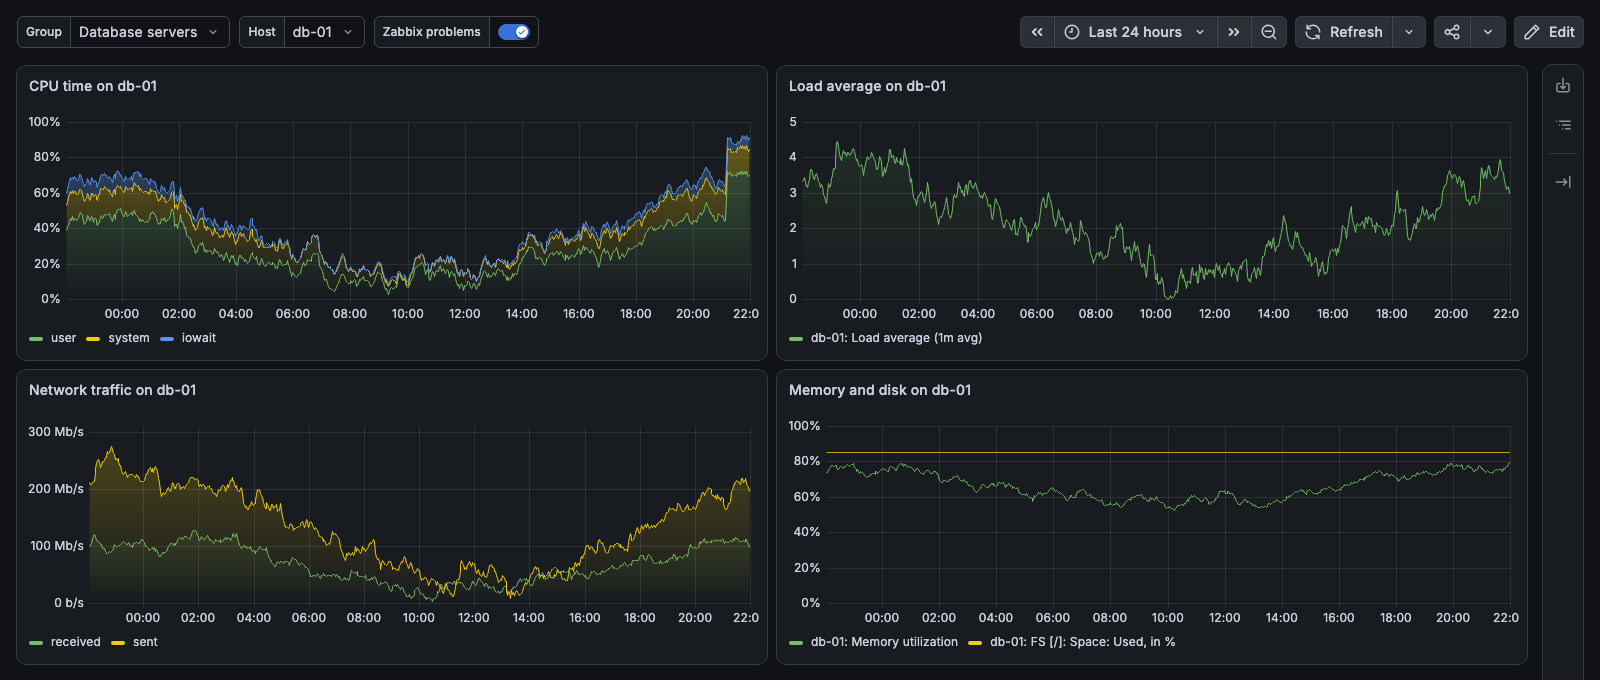 Group Database servers Host db-01 Zabbix problems Last 24 hours Refresh Edit
CPU time on db-01
100%
80%
60%
40%
20%
0%
00:00 02:00 04:00 06:00 08:00 10:00 12:00 14:00 16:00 18:00 20:00 22:0
user system iowait
Load average on db-01
5
4
3
2
1
0
00:00 02:00 04:00 06:00 08:00 10:00 12:00 14:00 16:00 18:00 20:00 22:0
db-01: Load average (1m avg)
Network traffic on db-01
300 Mb/s
200 Mb/s
100 Mb/s
0 b/s
00:00 02:00 04:00 06:00 08:00 10:00 12:00 14:00 16:00 18:00 20:00 22:0
received sent
Memory and disk on db-01
100%
80%
60%
40%
20%
0%
00:00 02:00 04:00 06:00 08:00 10:00 12:00 14:00 16:00 18:00 20:00 22:0
db-01: Memory utilization db-01: FS [/]: Space: Used, in %